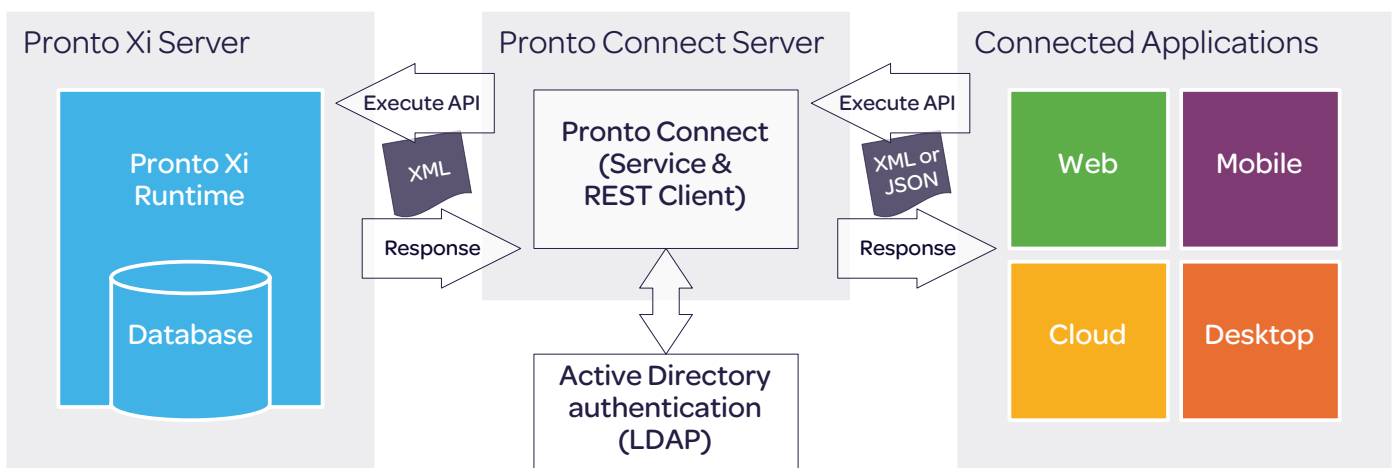 Pronto Xi Server
Pronto Connect Server
Connected Applications
Execute API
XML
Response
Pronto Xi
Runtime
Database
Pronto Connect
(Service &
REST Client)
Execute API
XML or
JSON
Response
Active Directory
authentication
(LDAP)
Web
Mobile
Cloud
Desktop